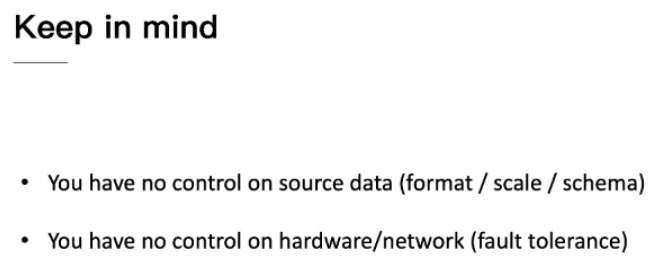 Keep in mind
• You have no control on source data (format / scale / schema)
• You have no control on hardware/network (fault tolerance)